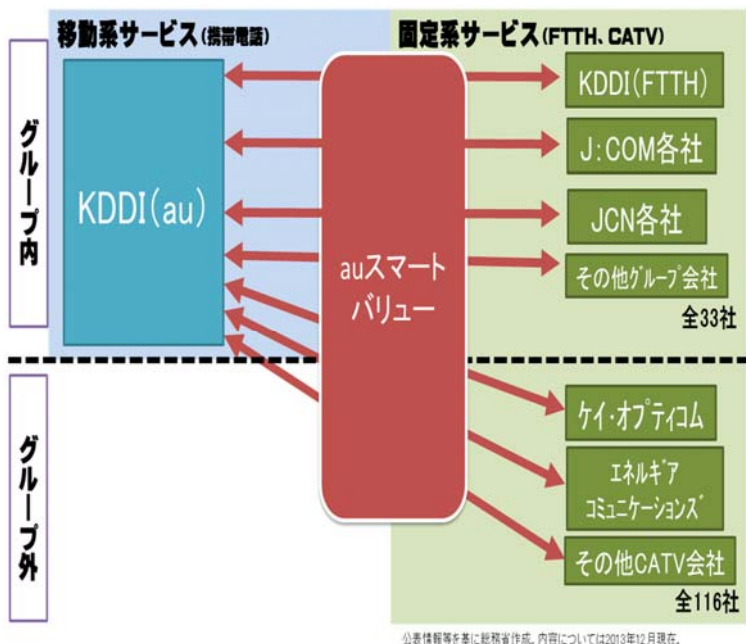 移動系サービス(携帯電話)
固定系サービス(FTTH、CATV)
グループ内
KDDI(au)
auスマート
バリュー
KDDI(FTTH)
J:COM各社
JCN各社
その他グループ会社
全33社
グループ外
ケイ・オプティコム
エネルギア
コミュニケーションズ
その他CATV会社
全116社
公表情報等を基に総務省作成。内容については2013年12月現在。